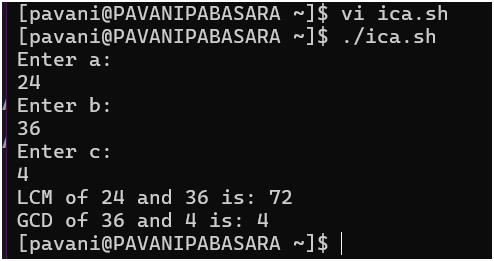 [pavani@PAVANIPABASARA ~]$ vi ica.sh
[pavani@PAVANIPABASARA ~]$ ./ica.sh
Enter a:
24
Enter b:
36
Enter c:
4
LCM of 24 and 36 is: 72
GCD of 36 and 4 is: 4
[pavani@PAVANIPABASARA ~]$